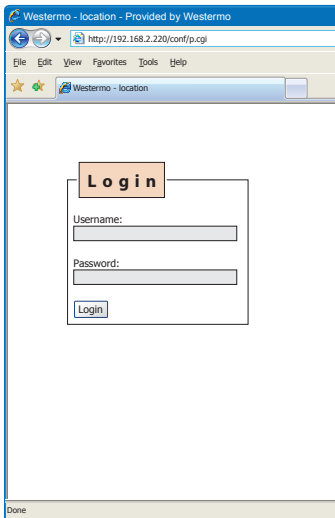 Westermo - location - Provided by Westermo
http://192.168.2.220/conf/p.cgi
File Edit View Favorites Tools Help
Westermo - location
Login
Username:
Password:
Login
Done